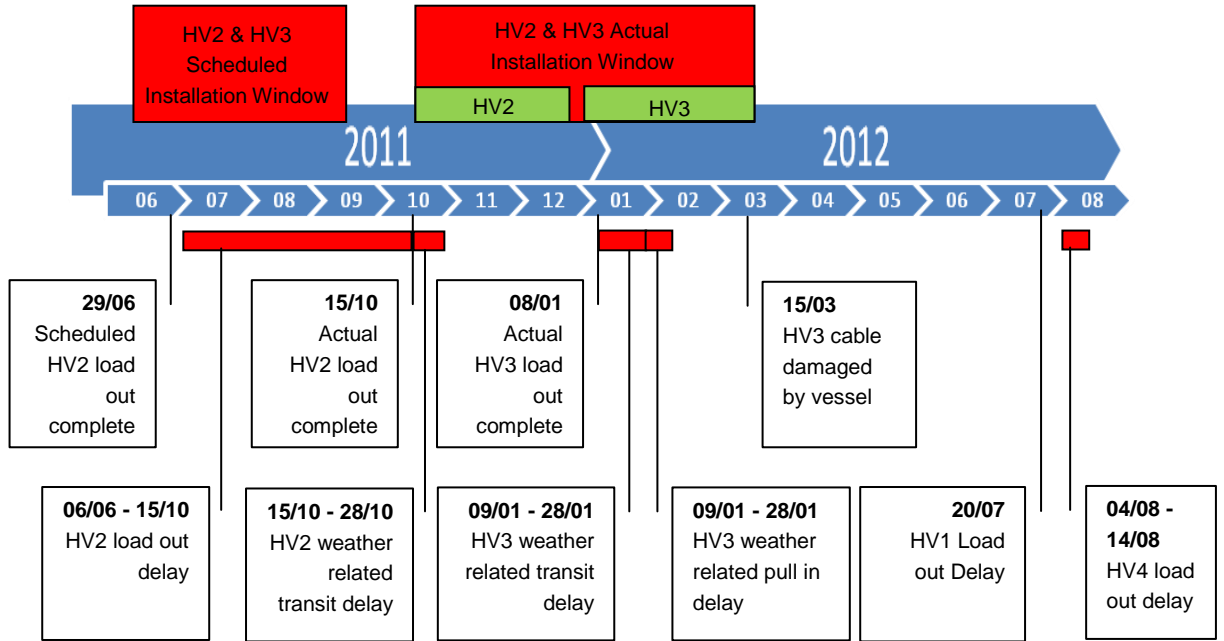 HV2 & HV3
Scheduled
Installation Window
HV2 & HV3 Actual
Installation Window
HV2
HV3
2011
2012
06
07
08
09
10
11
12
01
02
03
04
05
06
07
08
29/06
Scheduled
HV2 load
out
complete
15/10
Actual
HV2 load
out
complete
08/01
Actual
HV3 load
out
complete
15/03
HV3 cable
damaged
by vessel
06/06 - 15/10
HV2 load out
delay
15/10 - 28/10
HV2 weather
related
transit delay
09/01 - 28/01
HV3 weather
related transit
delay
09/01 - 28/01
HV3 weather
related pull in
delay
20/07
HV1 Load
out Delay
04/08 -
14/08
HV4 load
out delay